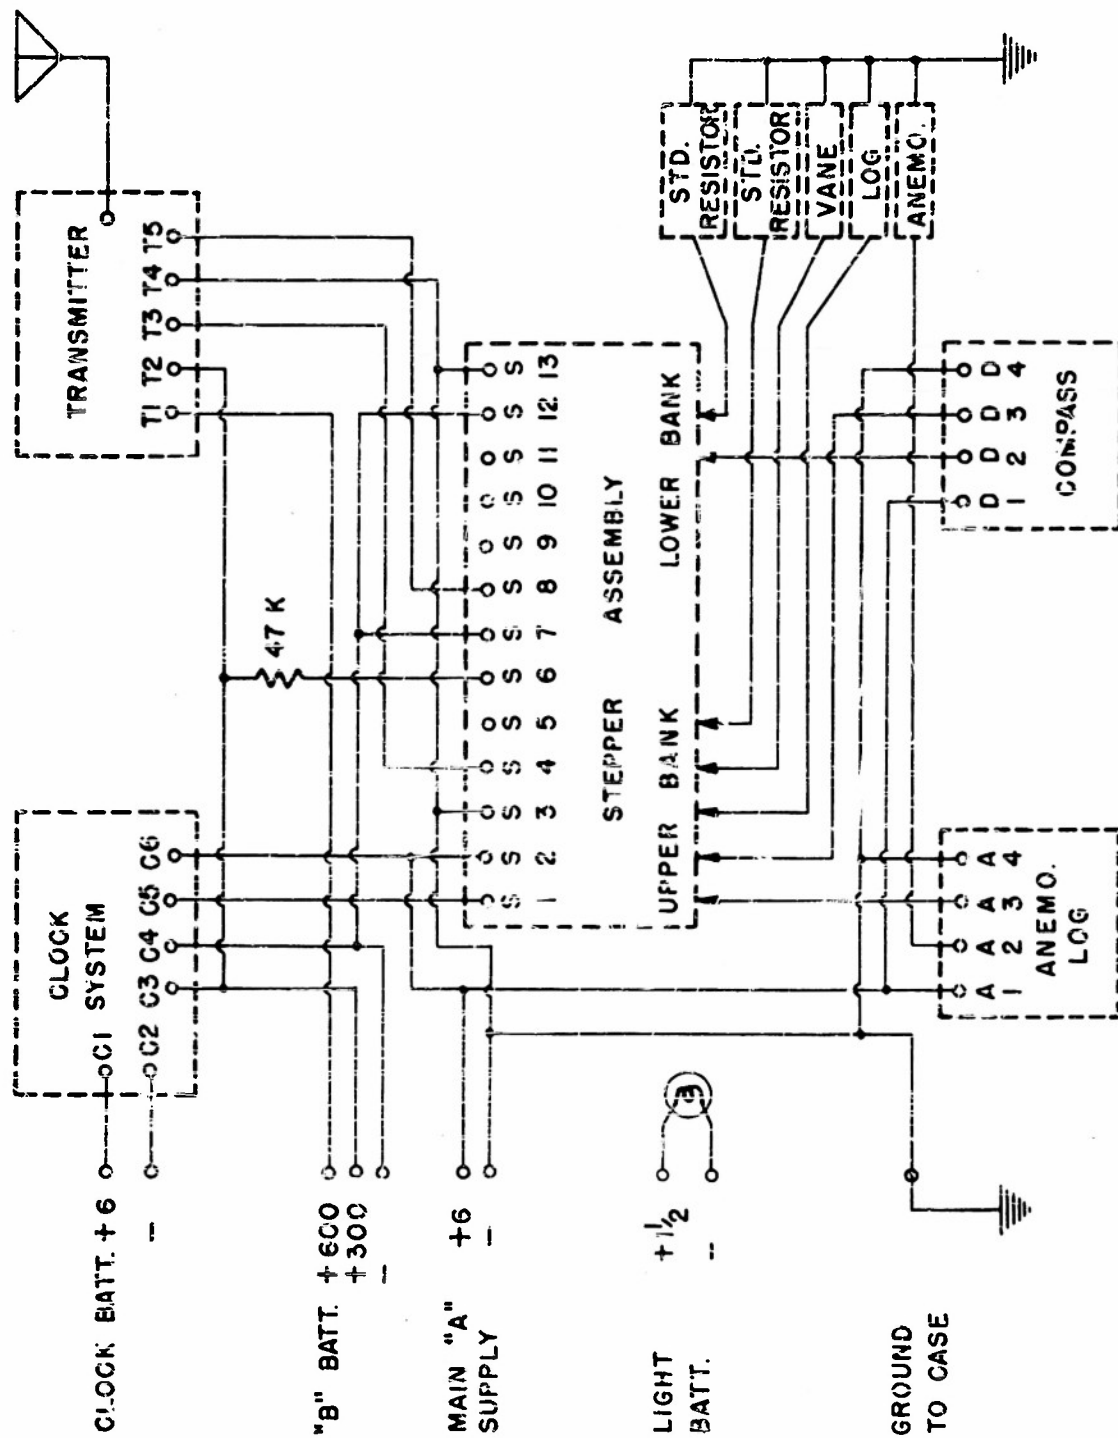 CLOCK BATT. +6
–
"B" BATT. +600
+300
–
MAIN "A"
SUPPLY
+6
–
LIGHT
BATT.
+1½
--
GROUND
TO CASE
CLOCK
SYSTEM
C1
C2 C3 C4 C5 C6
TRANSMITTER
T1 T2 T3 T4 T5
47 K
S S S S S S S S S S S S S
1 2 3 4 5 6 7 8 9 10 11 12 13
STEPPER ASSEMBLY
UPPER BANK LOWER BANK
STD.
RESISTOR
STD.
RESISTOR
VANE
LOG
ANEMO.
A A A A
1 2 3 4
ANEMO.
LOG
D D D D
1 2 3 4
COMPASS